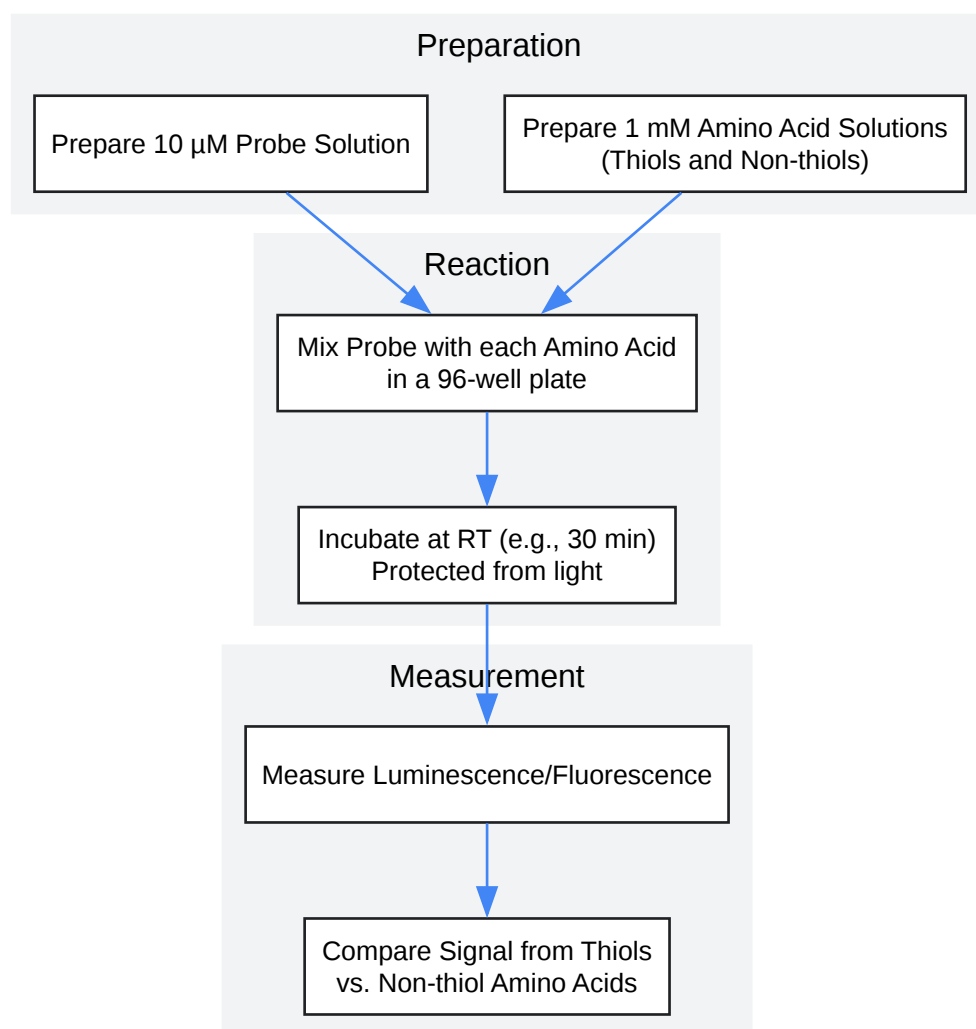 Preparation
Prepare 10 µM Probe Solution
Prepare 1 mM Amino Acid Solutions
(Thiols and Non-thiols)
Reaction
Mix Probe with each Amino Acid
in a 96-well plate
Incubate at RT (e.g., 30 min)
Protected from light
Measurement
Measure Luminescence/Fluorescence
Compare Signal from Thiols
vs. Non-thiol Amino Acids